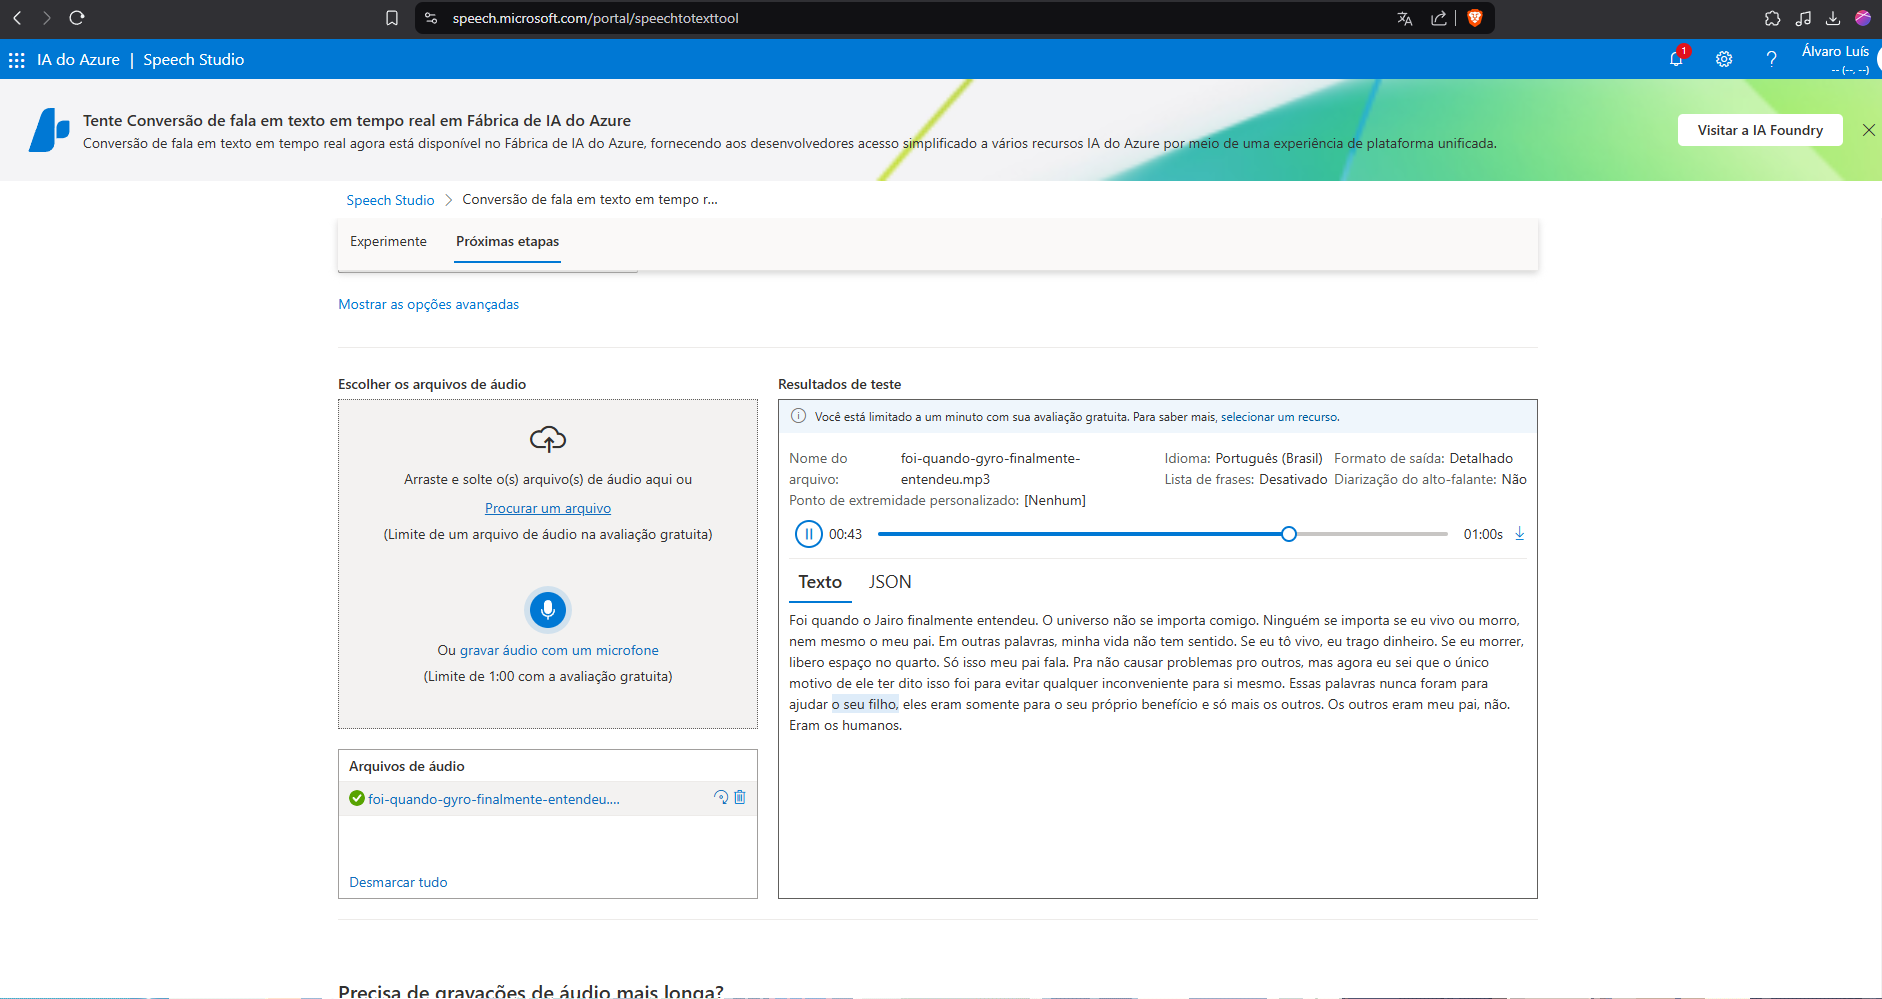 speech.microsoft.com/portal/speechtotexttool
IA do Azure | Speech Studio
1
Álvaro Luís
-- (--, --)
Tente Conversão de fala em texto em tempo real em Fábrica de IA do Azure
Conversão de fala em texto em tempo real agora está disponível no Fábrica de IA do Azure, fornecendo aos desenvolvedores acesso simplificado a vários recursos IA do Azure por meio de uma experiência de plataforma unificada.
Visitar a IA Foundry
Speech Studio > Conversão de fala em texto em tempo r...
Experimente
Próximas etapas
Mostrar as opções avançadas
Escolher os arquivos de áudio
Arraste e solte o(s) arquivo(s) de áudio aqui ou
Procurar um arquivo
(Limite de um arquivo de áudio na avaliação gratuita)
Ou gravar áudio com um microfone
(Limite de 1:00 com a avaliação gratuita)
Arquivos de áudio
foi-quando-gyro-finalmente-entendeu....
Desmarcar tudo
Resultados de teste
Você está limitado a um minuto com sua avaliação gratuita. Para saber mais, selecionar um recurso.
Nome do arquivo:
foi-quando-gyro-finalmente-
entendeu.mp3
Idioma: Português (Brasil)
Formato de saída: Detalhado
Lista de frases: Desativado
Diarização do alto-falante: Não
Ponto de extremidade personalizado: [Nenhum]
00:43
01:00s
Texto
JSON
Foi quando o Jairo finalmente entendeu. O universo não se importa comigo. Ninguém se importa se eu vivo ou morro,
nem mesmo o meu pai. Em outras palavras, minha vida não tem sentido. Se eu tô vivo, eu trago dinheiro. Se eu morrer,
libero espaço no quarto. Só isso meu pai fala. Pra não causar problemas pro outros, mas agora eu sei que o único
motivo de ele ter dito isso foi para evitar qualquer inconveniente para si mesmo. Essas palavras nunca foram para
ajudar o seu filho, eles eram somente para o seu próprio benefício e só mais os outros. Os outros eram meu pai, não.
Eram os humanos.
Precisa de gravações de áudio mais longa?